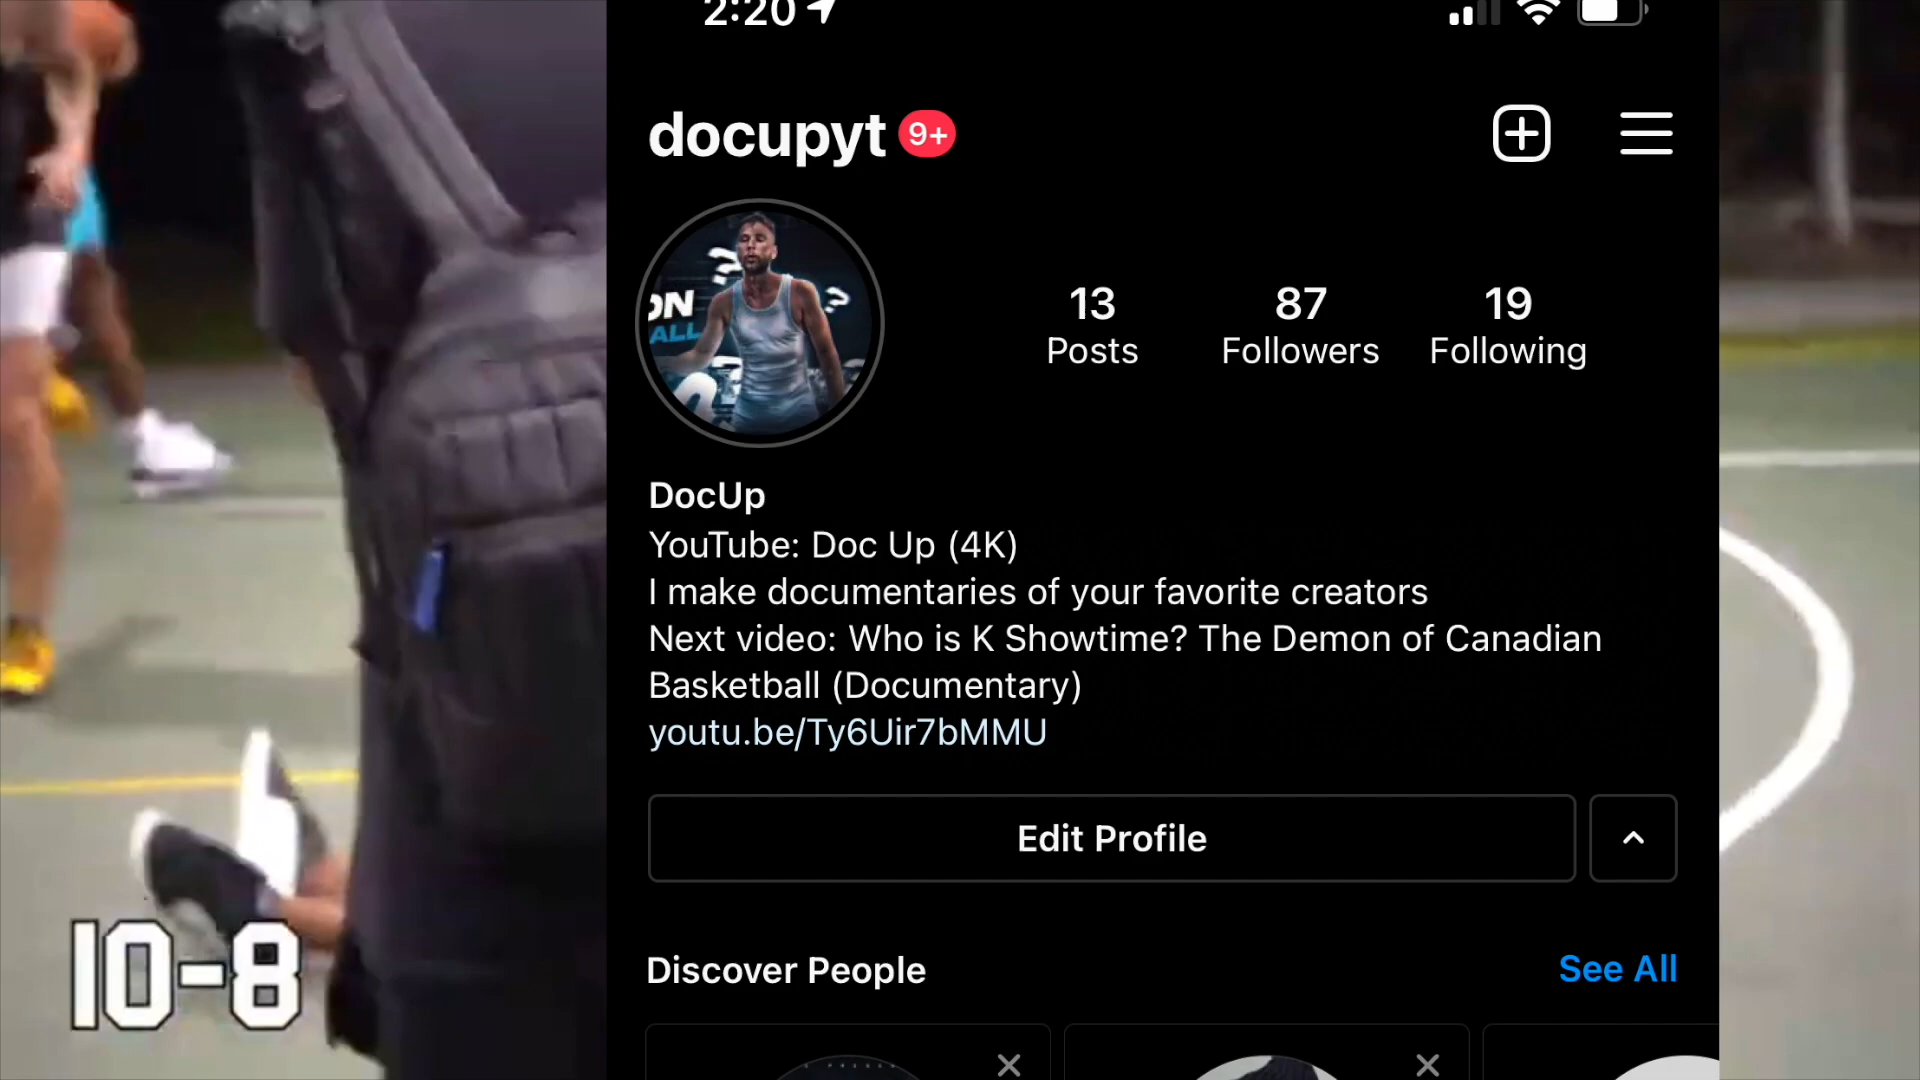 2:20
docupyt 9+
ON
ALL
13 87 19
Posts Followers Following
DocUp
YouTube: Doc Up (4K)
I make documentaries of your favorite creators
Next video: Who is K Showtime? The Demon of Canadian
Basketball (Documentary)
youtu.be/Ty6Uir7bMMU
Edit Profile
Discover People See All
10-8